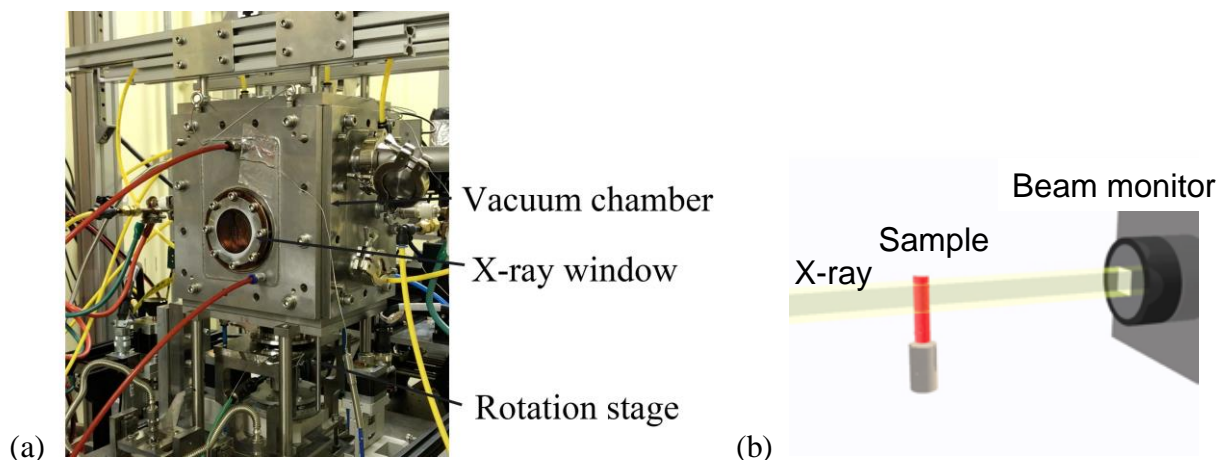 Vacuum chamber
X-ray window
Rotation stage
(a)
Beam monitor
Sample
X-ray
(b)